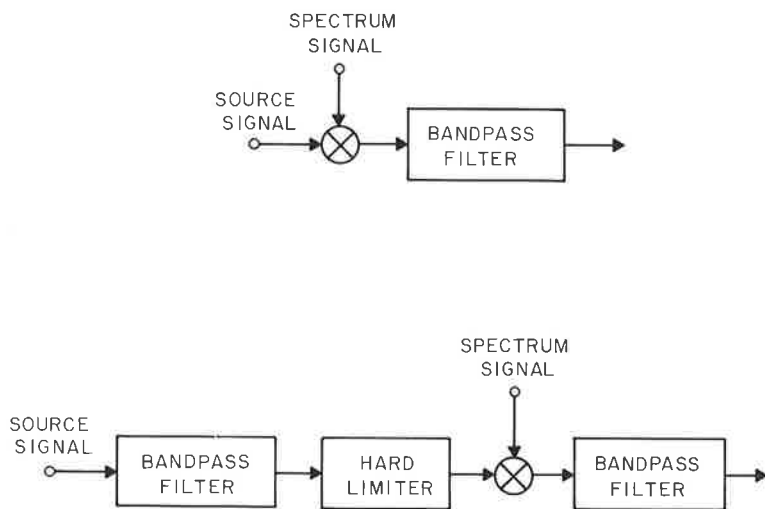 SPECTRUM
SIGNAL
SOURCE
SIGNAL
BANDPASS
FILTER
SPECTRUM
SIGNAL
SOURCE
SIGNAL
BANDPASS
FILTER
HARD
LIMITER
BANDPASS
FILTER